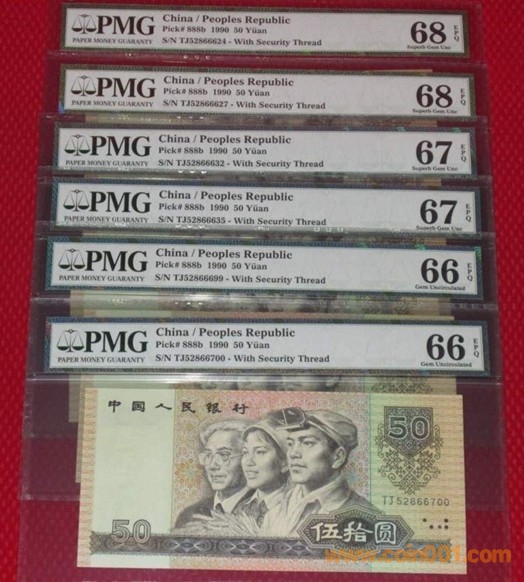 PMG
PAPER MONEY GUARANTY
China / Peoples Republic
Pick# 888b 1990 50 Yüan
S/N TJ52866624 - With Security Thread
68 EPQ
Superb Gem Unc
PMG
PAPER MONEY GUARANTY
China / Peoples Republic
Pick# 888b 1990 50 Yüan
S/N TJ52866627 - With Security Thread
68 EPQ
Superb Gem Unc
PMG
PAPER MONEY GUARANTY
China / Peoples Republic
Pick# 888b 1990 50 Yüan
S/N TJ52866632 - With Security Thread
67 EPQ
Superb Gem Unc
PMG
PAPER MONEY GUARANTY
China / Peoples Republic
Pick# 888b 1990 50 Yüan
S/N TJ52866635 - With Security Thread
67 EPQ
Superb Gem Unc
PMG
PAPER MONEY GUARANTY
China / Peoples Republic
Pick# 888b 1990 50 Yüan
S/N TJ52866699 - With Security Thread
66 EPQ
Gem Uncirculated
PMG
PAPER MONEY GUARANTY
China / Peoples Republic
Pick# 888b 1990 50 Yüan
S/N TJ52866700 - With Security Thread
66 EPQ
Gem Uncirculated
中国人民银行
50
TJ52866700
50
伍拾圆
www.coin001.com